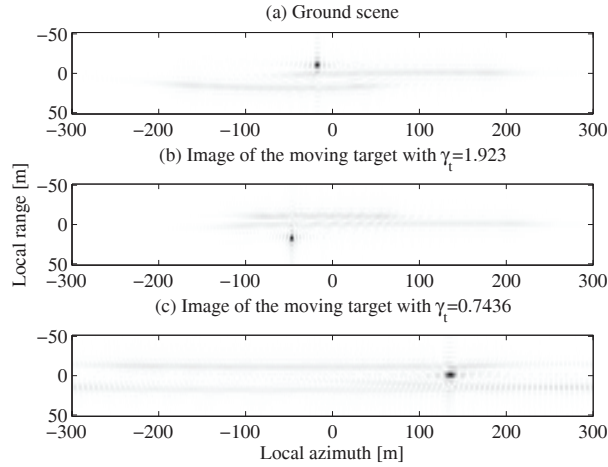 (a) Ground scene
−50
0
50
−300 −200 −100 0 100 200 300
(b) Image of the moving target with γt=1.923
Local range [m]
−50
0
50
−300 −200 −100 0 100 200 300
(c) Image of the moving target with γt=0.7436
−50
0
50
−300 −200 −100 0 100 200 300
Local azimuth [m]